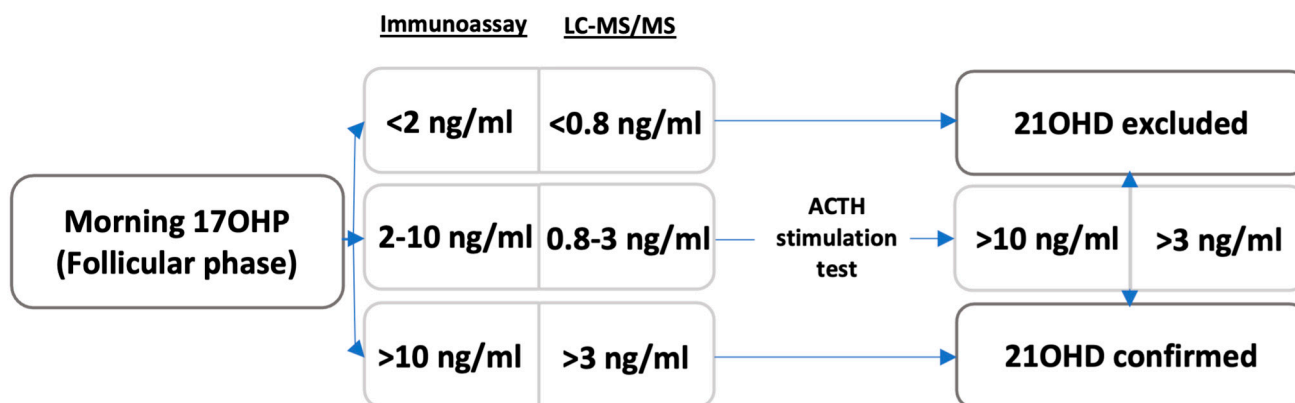 Immunoassay LC-MS/MS
<2 ng/ml <0.8 ng/ml
21OHD excluded
Morning 17OHP
(Follicular phase)
2-10 ng/ml 0.8-3 ng/ml
ACTH
stimulation
test
>10 ng/ml >3 ng/ml
>10 ng/ml >3 ng/ml
21OHD confirmed